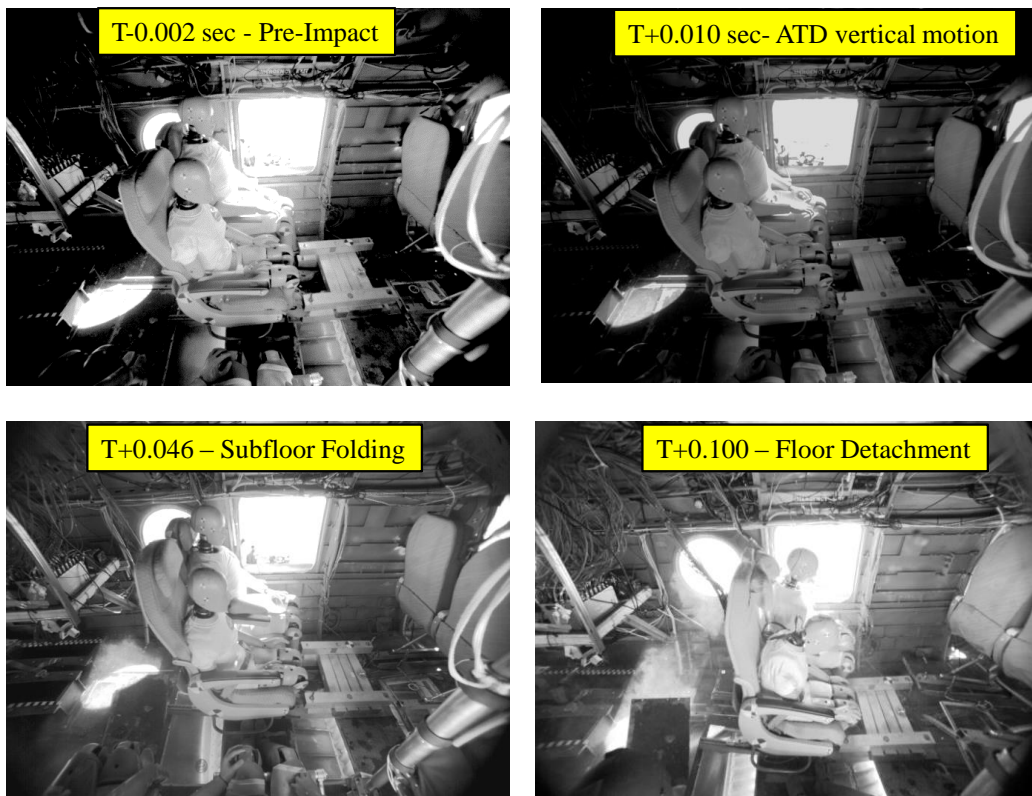 T-0.002 sec - Pre-Impact
T+0.010 sec- ATD vertical motion
T+0.046 – Subfloor Folding
T+0.100 – Floor Detachment